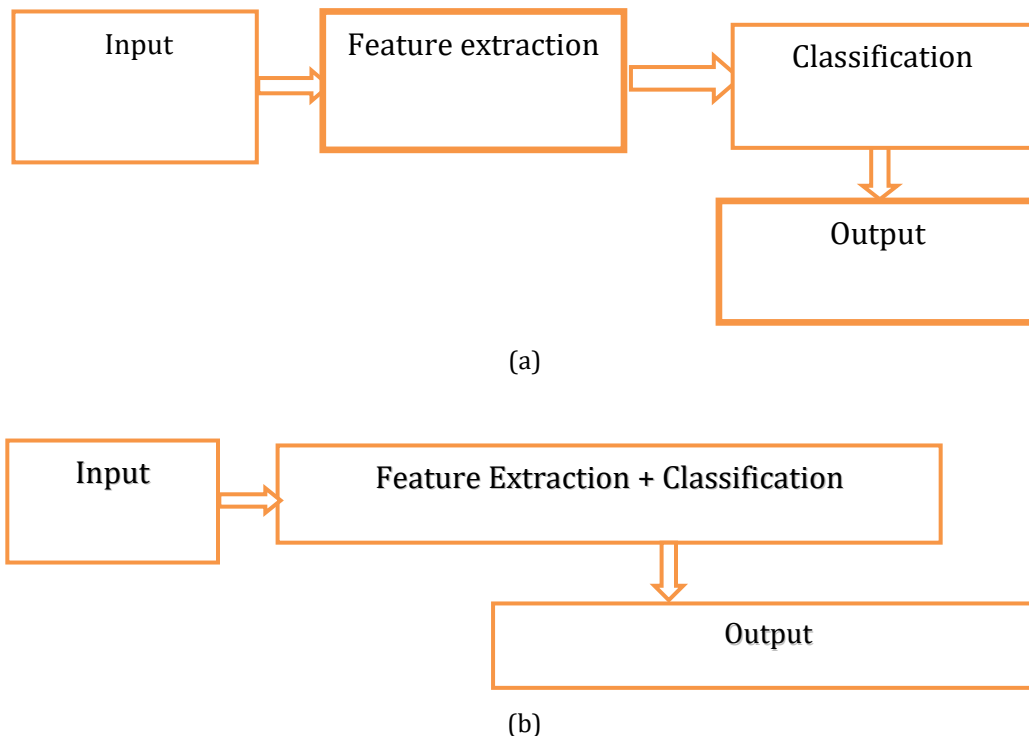 Input
Feature extraction
Classification
Output
(a)
Input
Feature Extraction + Classification
Output
(b)